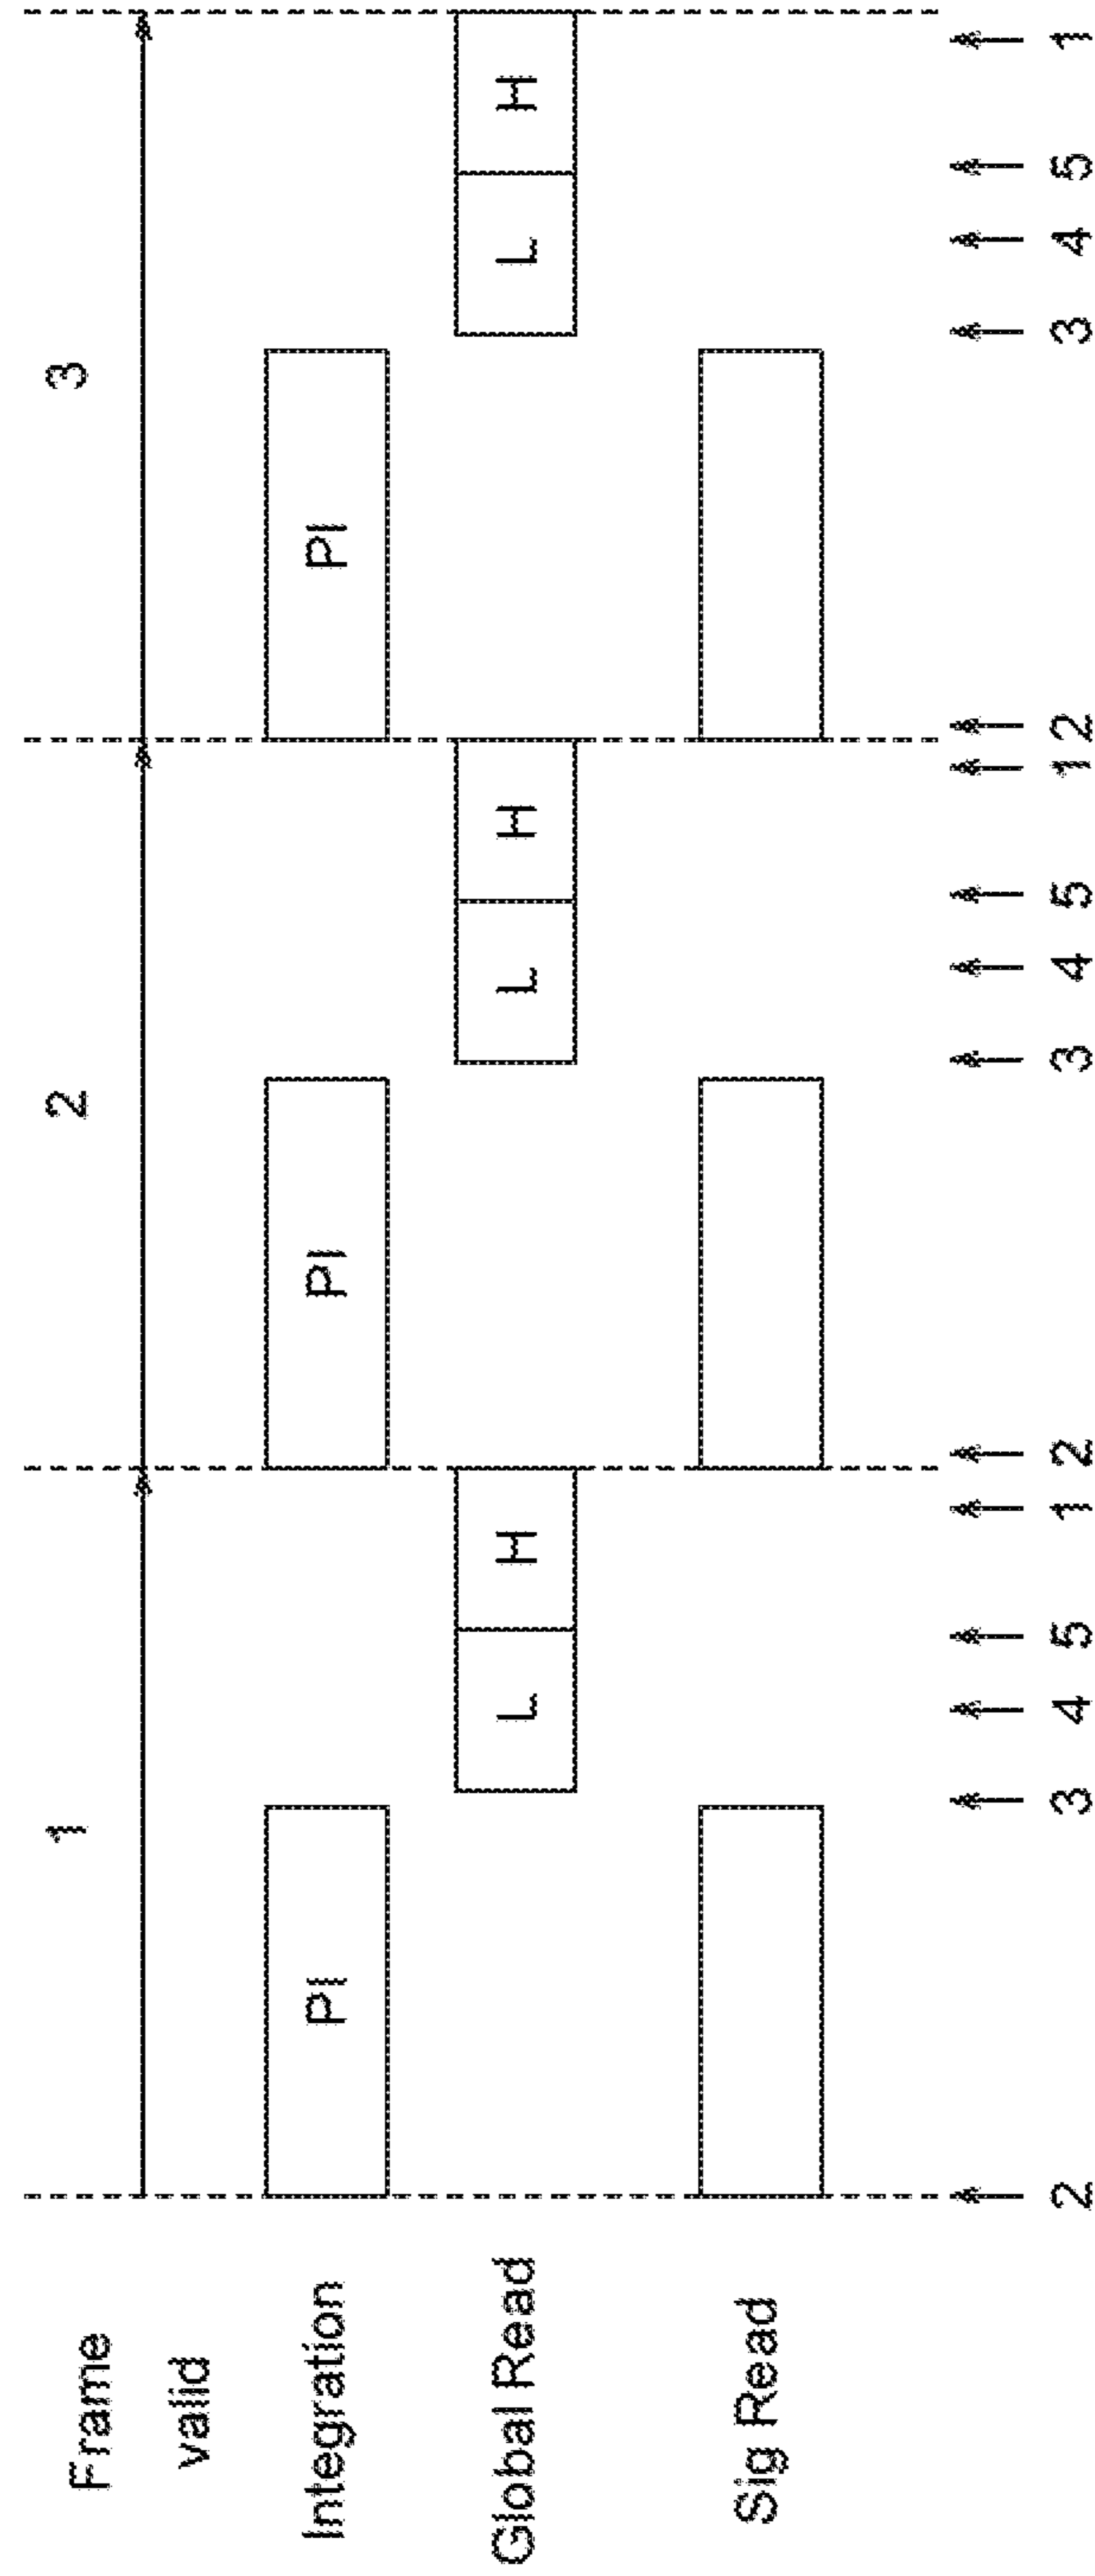 Frame valid 1 2 3
Integration PI PI PI
Global Read L H L H L H
Sig Read
2 3 4 5 1 2 3 4 5 1 2 3 4 5 1